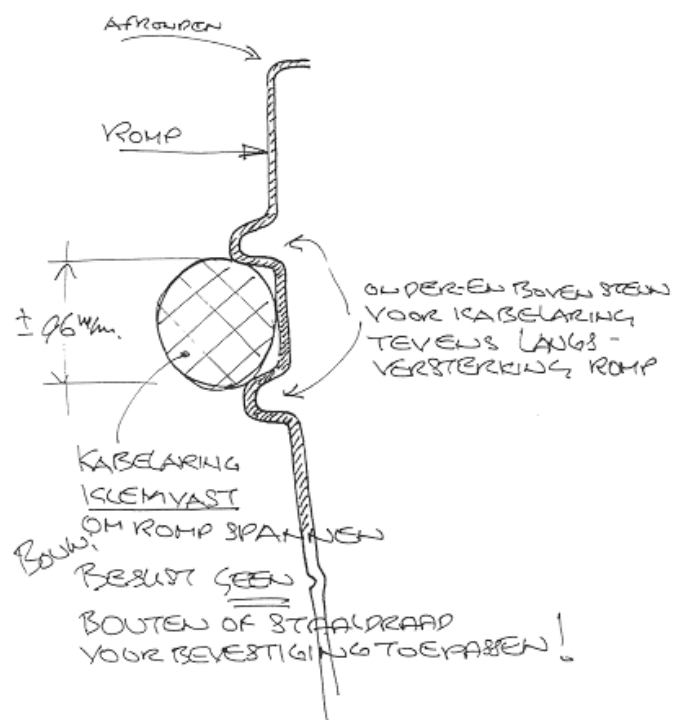 AFRONDEN
ROMP
± 96 m/m.
ONDER-EN BOVEN STEUN
VOOR KABELARING
TEVENS LANGS-
VERSTERKING ROMP
KABELARING
KLEMVAST
OM ROMP SPANNEN
BOUW!
BESLIST GEEN
BOUTEN OF STAALDRAAD
VOOR BEVESTIGING TOEPASSEN!